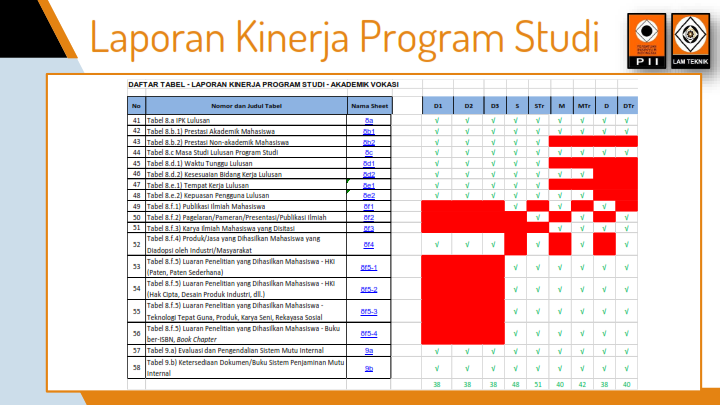 Laporan Kinerja Program Studi
PII
LAM TEKNIK
DAFTAR TABEL - LAPORAN KINERJA PROGRAM STUDI - AKADEMIK VOKASI
No Nomor dan Judul Tabel Nama Sheet D1 D2 D3 S STr M MTr D DTr
41 Tabel 8.a IPK Lulusan 8a √ √ √ √ √ √ √ √ √
42 Tabel 8.b.1) Prestasi Akademik Mahasiswa 8b1 √ √ √ √ √ √ √ √ √
43 Tabel 8.b.2) Prestasi Non-akademik Mahasiswa 8b2 √ √ √ √ √
44 Tabel 8.c Masa Studi Lulusan Program Studi 8c √ √ √ √ √ √ √ √ √
45 Tabel 8.d.1) Waktu Tunggu Lulusan 8d1 √ √ √ √ √
46 Tabel 8.d.2) Kesesuaian Bidang Kerja Lulusan 8d2 √ √ √ √ √ √ √
47 Tabel 8.e.1) Tempat Kerja Lulusan 8e1 √ √ √ √ √
48 Tabel 8.e.2) Kepuasan Pengguna Lulusan 8e2 √ √ √ √ √ √ √
49 Tabel 8.f.1) Publikasi Ilmiah Mahasiswa 8f1 √ √ √
50 Tabel 8.f.2) Pagelaran/Pameran/Presentasi/Publikasi Ilmiah 8f2 √ √ √
51 Tabel 8.f.3) Karya Ilmiah Mahasiswa yang Disitasi 8f3 √ √ √ √
52 Tabel 8.f.4) Produk/Jasa yang Dihasilkan Mahasiswa yang
Diadopsi oleh Industri/Masyarakat 8f4 √ √ √ √ √ √
53 Tabel 8.f.5) Luaran Penelitian yang Dihasilkan Mahasiswa - HKI
(Paten, Paten Sederhana) 8f5-1 √ √ √ √ √ √
54 Tabel 8.f.5) Luaran Penelitian yang Dihasilkan Mahasiswa - HKI
(Hak Cipta, Desain Produk Industri, dll.) 8f5-2 √ √ √ √ √ √
55 Tabel 8.f.5) Luaran Penelitian yang Dihasilkan Mahasiswa -
Teknologi Tepat Guna, Produk, Karya Seni, Rekayasa Sosial 8f5-3 √ √ √ √ √ √
56 Tabel 8.f.5) Luaran Penelitian yang Dihasilkan Mahasiswa - Buku
ber-ISBN, Book Chapter 8f5-4 √ √ √ √ √ √
57 Tabel 9.a) Evaluasi dan Pengendalian Sistem Mutu Internal 9a √ √ √ √ √ √ √ √ √
58 Tabel 9.b) Ketersediaan Dokumen/Buku Sistem Penjaminan Mutu
Internal 9b √ √ √ √ √ √ √ √ √
38 38 38 48 51 40 42 38 40